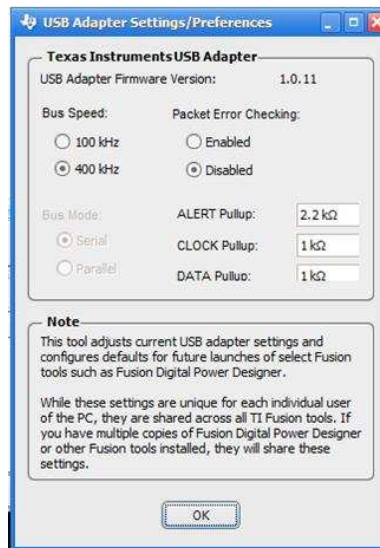 USB Adapter Settings/Preferences
Texas Instruments USB Adapter
USB Adapter Firmware Version: 1.0.11
Bus Speed: Packet Error Checking:
100 kHz Enabled
400 kHz Disabled
Bus Mode: ALERT Pullup: 2.2 kΩ
Serial CLOCK Pullup: 1 kΩ
Parallel DATA Pullup: 1 kΩ
Note
This tool adjusts current USB adapter settings and
configures defaults for future launches of select Fusion
tools such as Fusion Digital Power Designer.
While these settings are unique for each individual user
of the PC, they are shared across all TI Fusion tools. If
you have multiple copies of Fusion Digital Power Designer
or other Fusion tools installed, they will share these
settings.
OK